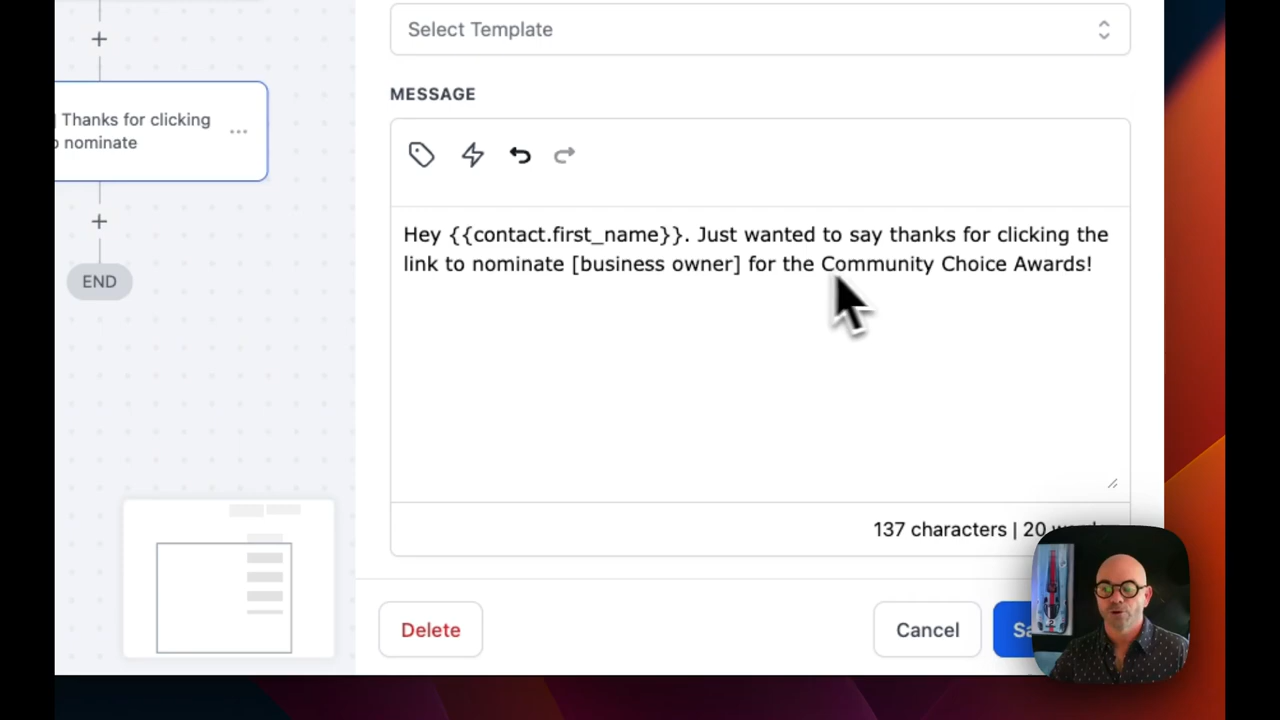 Select Template
MESSAGE
Thanks for clicking
nominate
END
Hey {{contact.first_name}}. Just wanted to say thanks for clicking the
link to nominate [business owner] for the Community Choice Awards!
137 characters | 20
Delete
Cancel